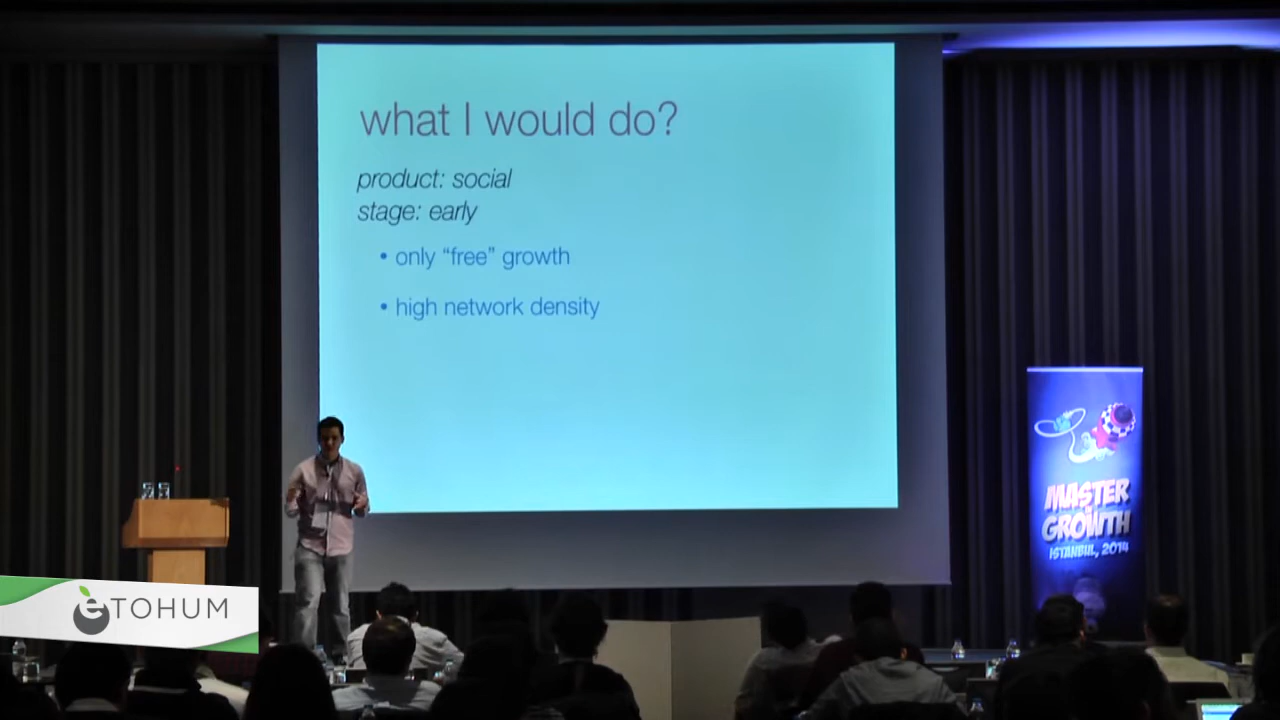 what I would do?
product: social
stage: early
• only “free” growth
• high network density
MASTER
GROWTH
ISTANBUL, 2014
eTOHUM